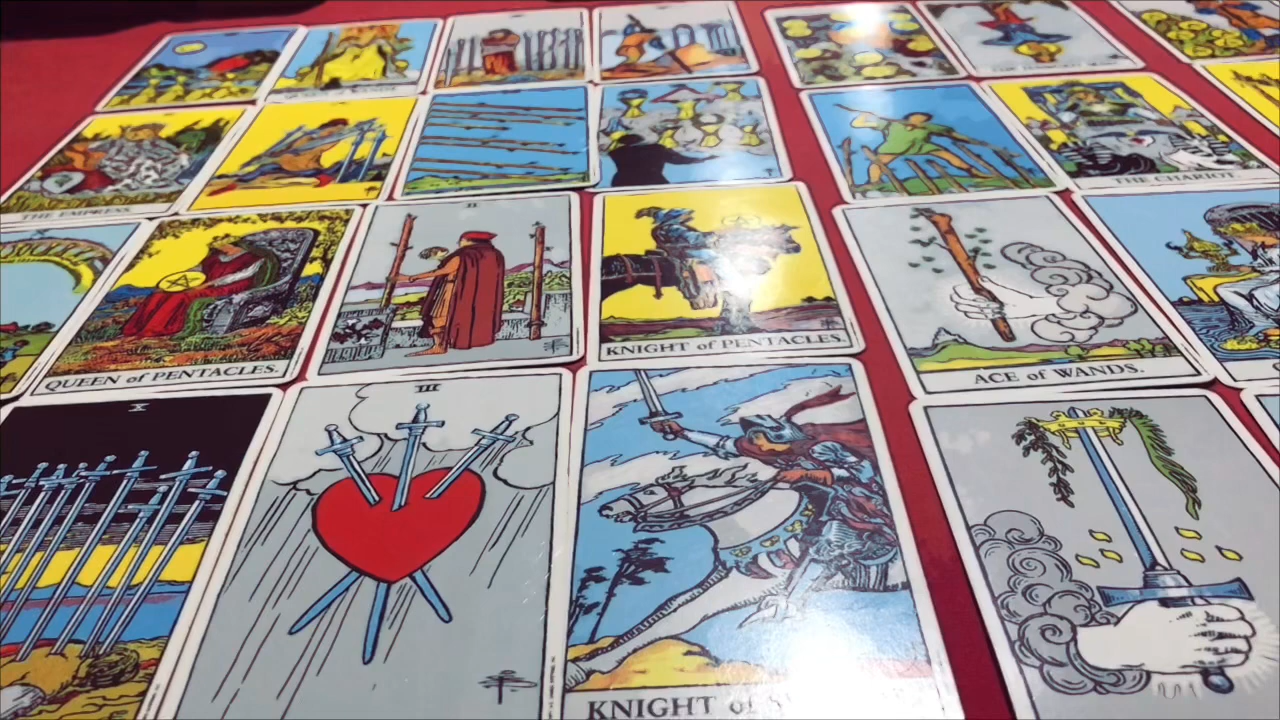 THE EMPRESS.
THE CHARIOT
II
QUEEN of PENTACLES.
KNIGHT of PENTACLES.
ACE of WANDS.
X
III
KNIGHT of